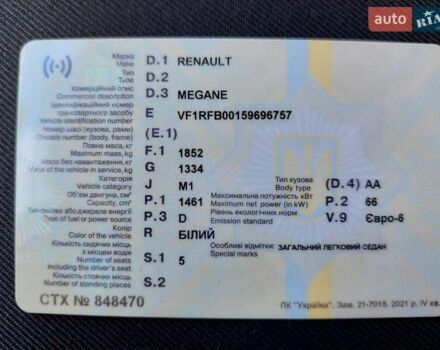 auto RIA
Марка D.1 RENAULT
Make
Тип D.2
Type
Комерційний опис D.3 MEGANE
Commercial description
Ідентифікаційний номер
транспортного засобу E VF1RFB00159696757
Vehicle identification number
Номер шасі (кузова, рами) (E.1)
Chassis number (body, frame)
Повна маса, кг F.1 1852
Maximum mass, kg
Маса без навантаження, кг G 1334
Mass of the vehicle in service, kg
Категорія J M1 Тип кузова (D.4) AA
Vehicle category Body type
Об'єм двигуна, см³ P.1 1461 Максимальна потужність кВт P.2 66
Capacity, cm³ Maximum net power (in kW)
Тип пального або джерела енергії P.3 D Рівень екологічних норм V.9 Євро-6
Type of fuel or power source Emission standard
Колір R БІЛИЙ
Color of the vehicle
Кількість сидячих місць Особливі відмітки: ЗАГАЛЬНИЙ ЛЕГКОВИЙ СЕДАН
з місцем водія S.1 5 Special marks
Number of seats
including the driver's seat
Кількість стоячих місць S.2
Number of standing places
СТХ № 848470
ПК "Україна". Зам. 21-7015. 2021 р. IV кв.